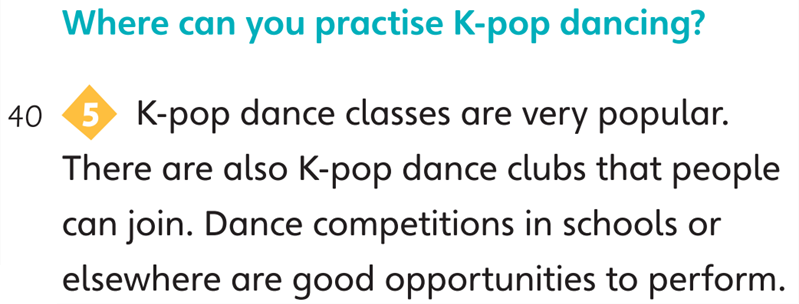 Where can you practise K-pop dancing?
40 5 K-pop dance classes are very popular.
There are also K-pop dance clubs that people
can join. Dance competitions in schools or
elsewhere are good opportunities to perform.